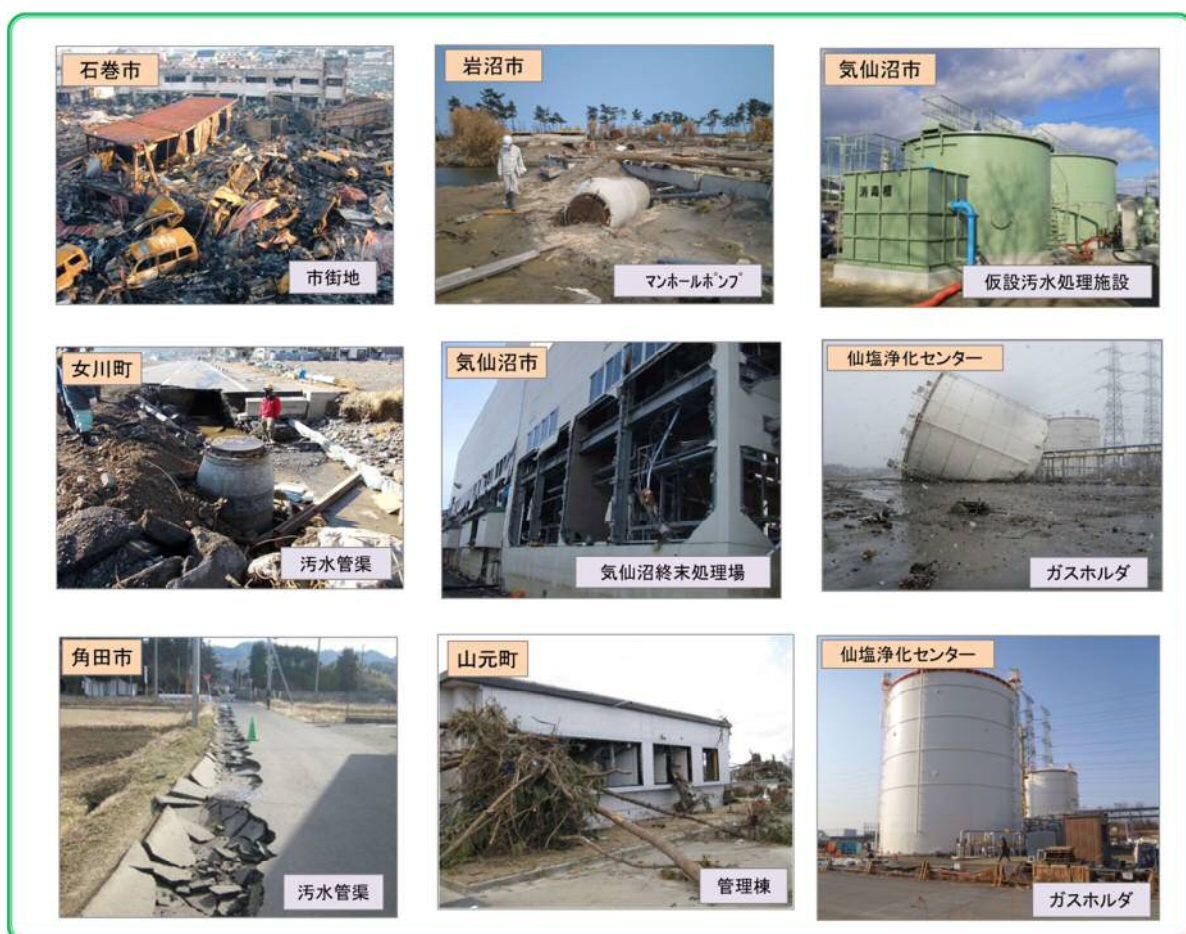 石巻市
市街地
岩沼市
マンホールポンプ
気仙沼市
消毒槽
仮設汚水処理施設
女川町
汚水管渠
気仙沼市
気仙沼終末処理場
仙塩浄化センター
ガスホルダ
角田市
汚水管渠
山元町
管理棟
仙塩浄化センター
ガスホルダ